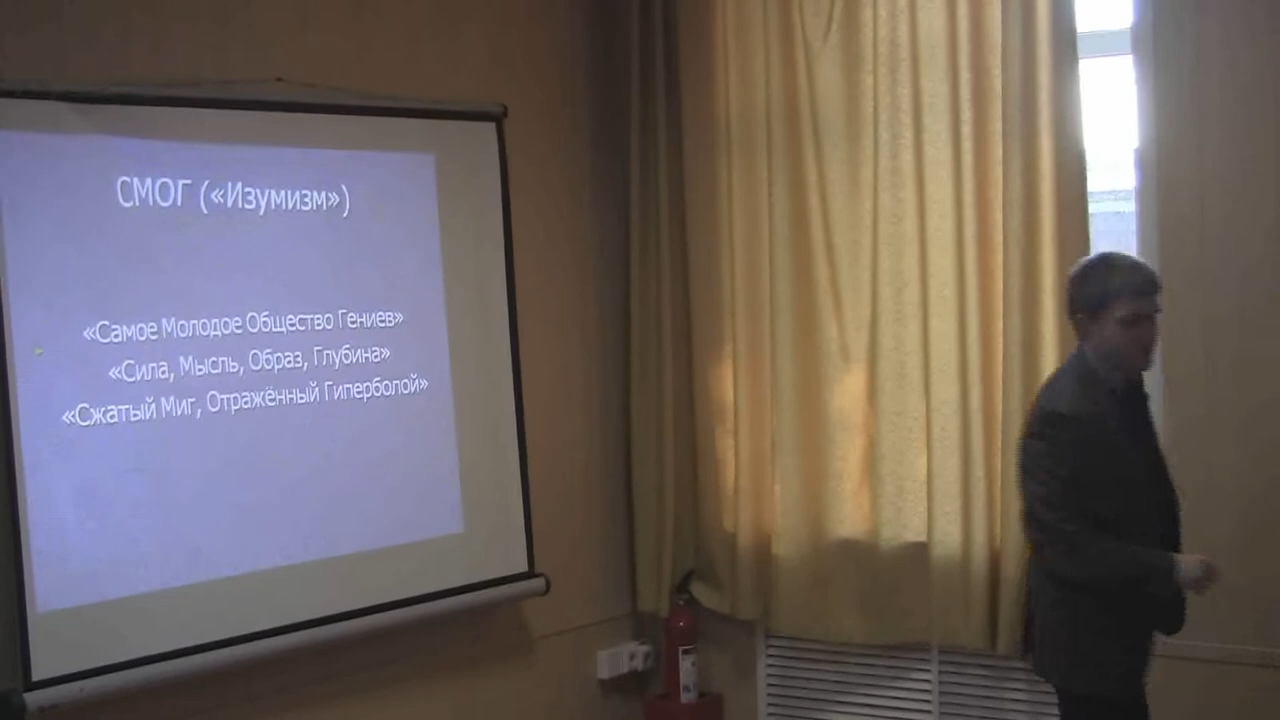 СМОГ («Изумизм»)
«Самое Молодое Общество Гениев»
«Сила, Мысль, Образ, Глубина»
«Сжатый Миг, Отражённый Гиперболой»